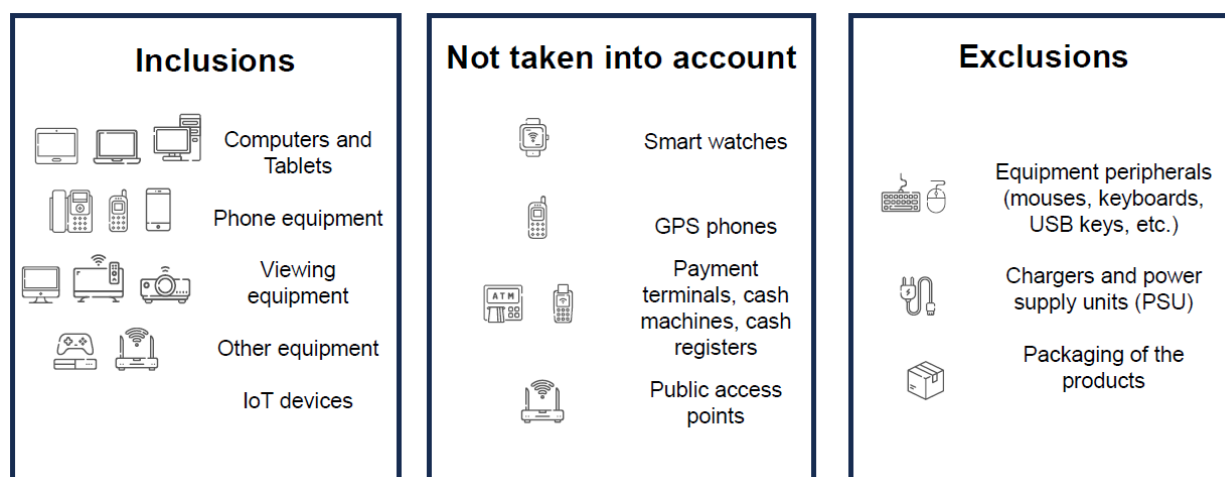 Inclusions
Computers and
Tablets
Phone equipment
Viewing
equipment
Other equipment
IoT devices
Not taken into account
Smart watches
GPS phones
ATM
Payment
terminals, cash
machines, cash
registers
Public access
points
Exclusions
Equipment peripherals
(mouses, keyboards,
USB keys, etc.)
Chargers and power
supply units (PSU)
Packaging of the
products